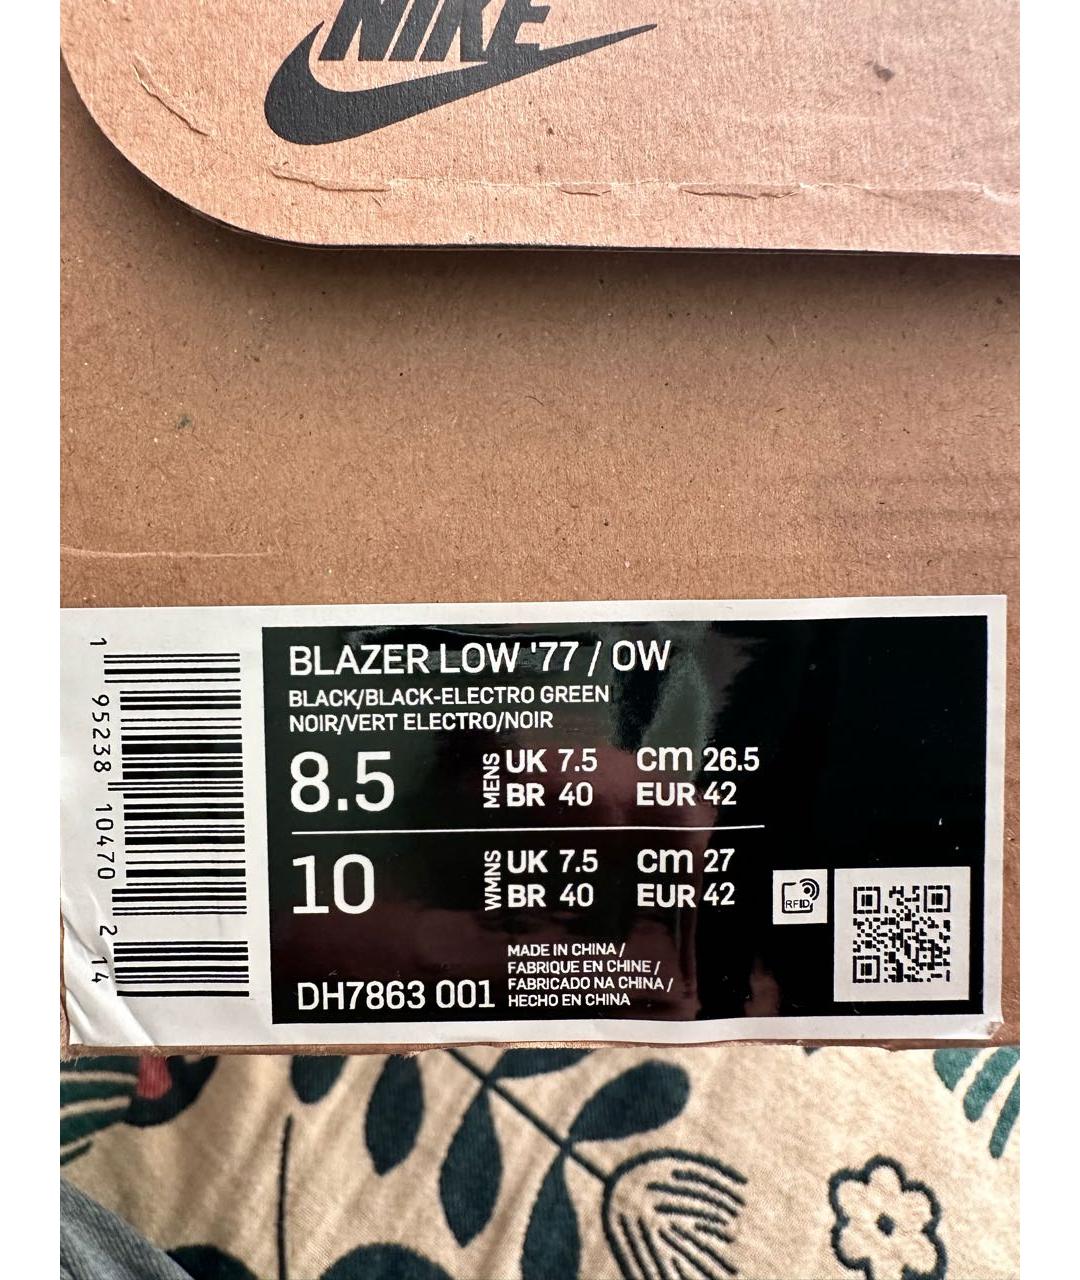 NIKE
BLAZER LOW '77 / OW
BLACK/BLACK-ELECTRO GREEN
NOIR/VERT ELECTRO/NOIR
8.5 MENS UK 7.5 cm 26.5
BR 40 EUR 42
10 WMNS UK 7.5 cm 27
BR 40 EUR 42
RFID
MADE IN CHINA /
FABRIQUE EN CHINE /
FABRICADO NA CHINA /
HECHO EN CHINA
DH7863 001
1 95238 10470 2 14